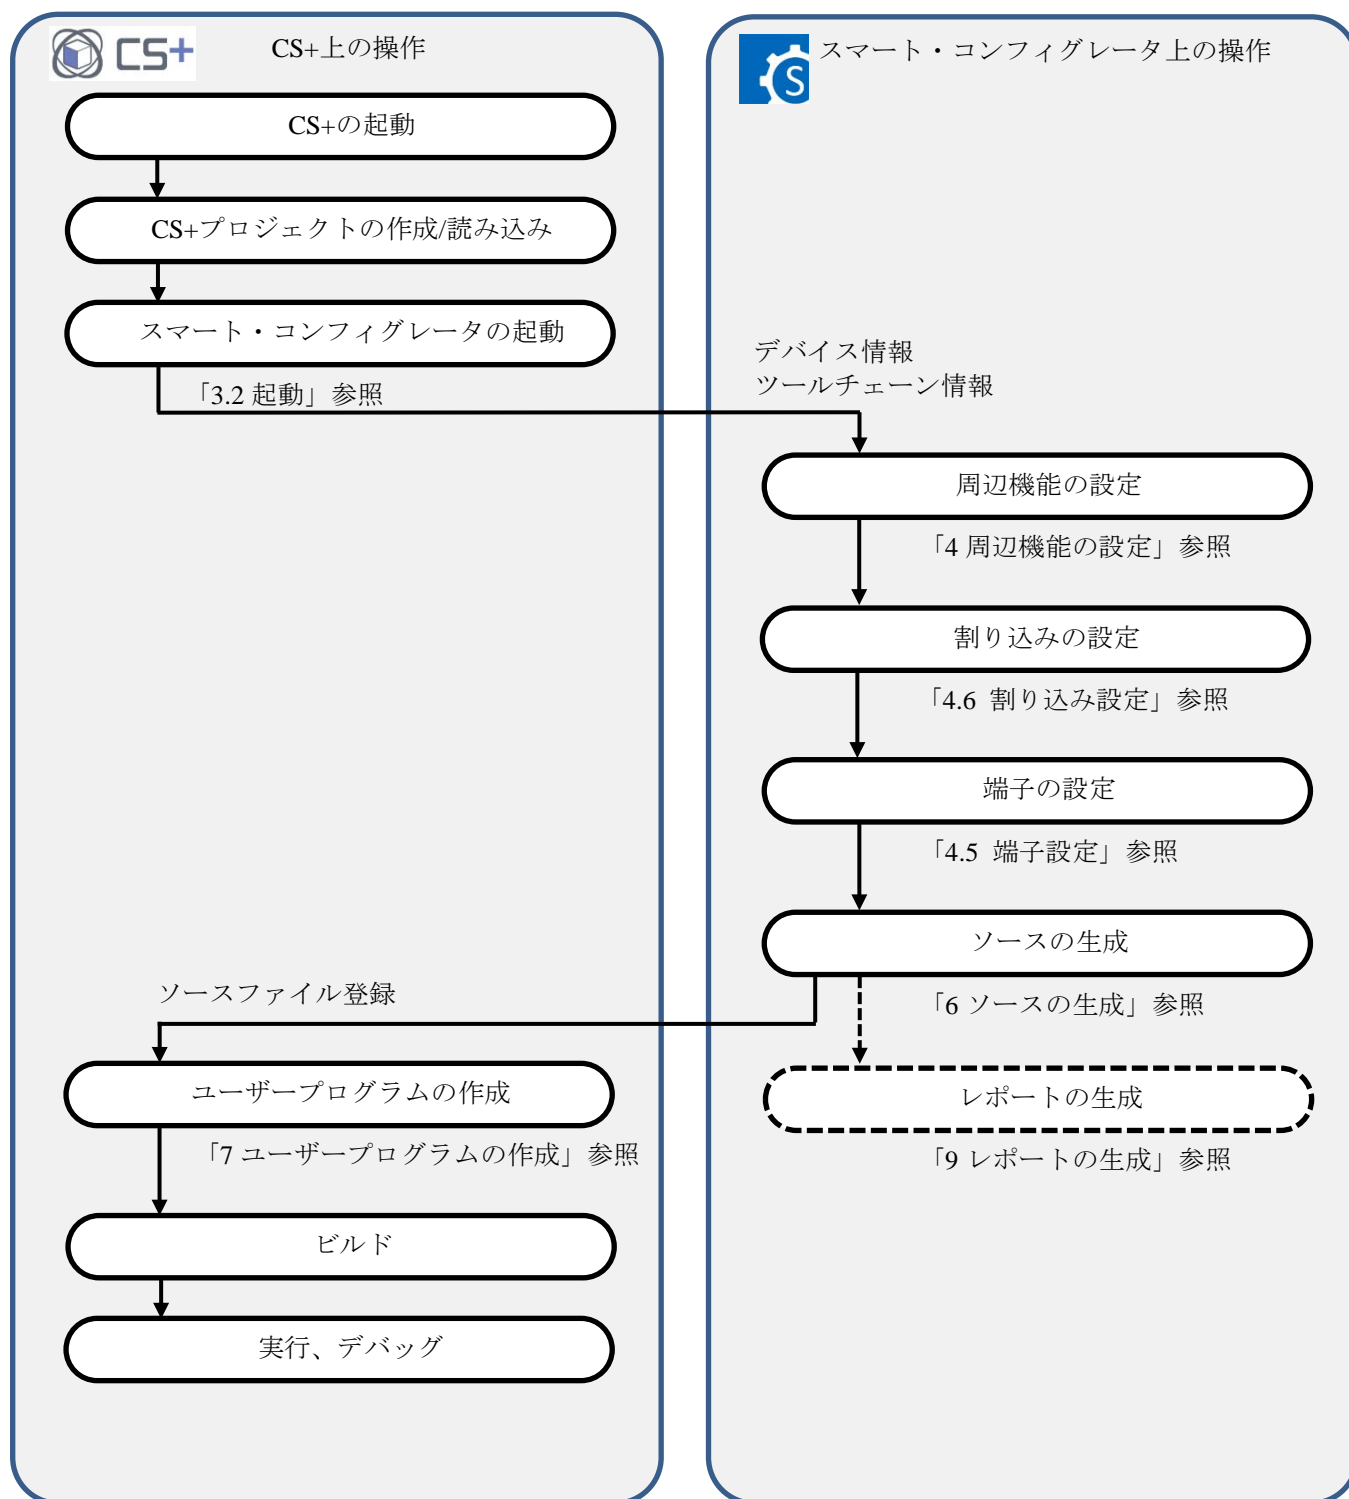 CS+
CS+上の操作
CS+の起動
CS+プロジェクトの作成/読み込み
スマート・コンフィグレータの起動
「3.2 起動」参照
S
スマート・コンフィグレータ上の操作
デバイス情報
ツールチェーン情報
周辺機能の設定
「4 周辺機能の設定」参照
割り込みの設定
「4.6 割り込み設定」参照
端子の設定
「4.5 端子設定」参照
ソースの生成
「6 ソースの生成」参照
レポートの生成
「9 レポートの生成」参照
ソースファイル登録
ユーザープログラムの作成
「7 ユーザープログラムの作成」参照
ビルド
実行、デバッグ